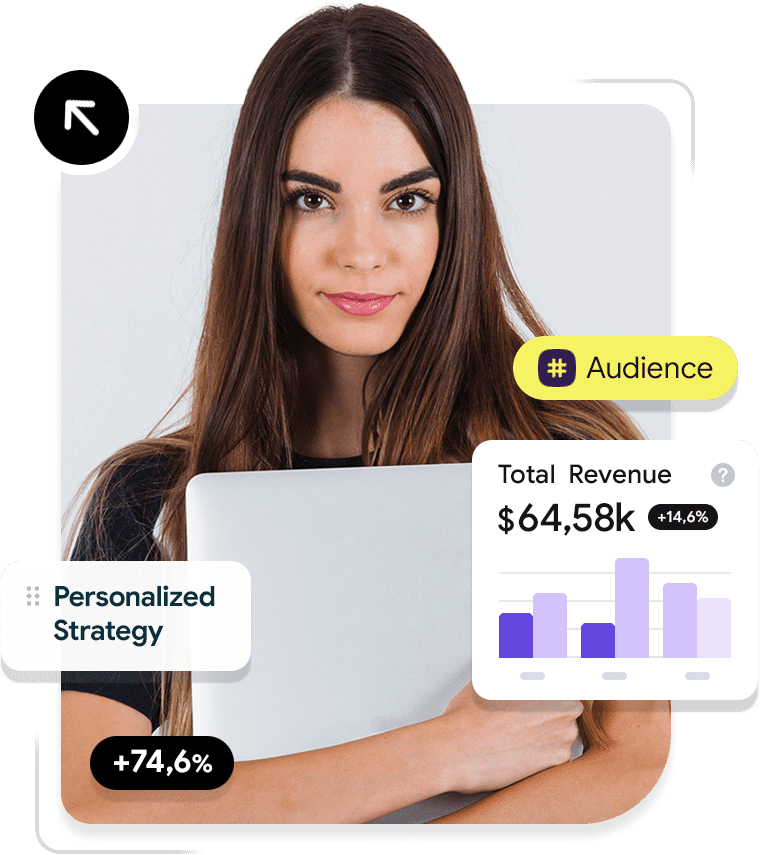 # Audience
Total Revenue ?
$64,58k +14,6%
Personalized
Strategy
+74,6%